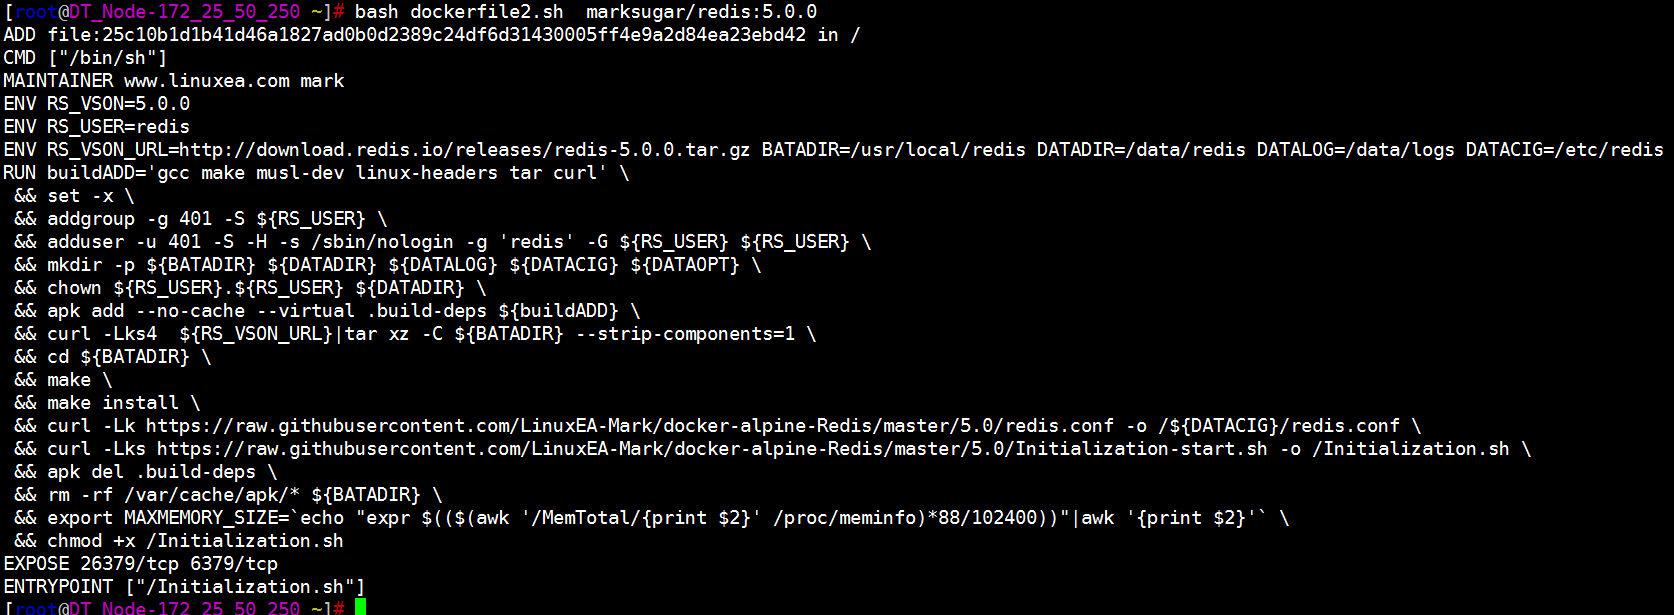 [root@DT_Node-172_25_50_250 ~]# bash dockerfile2.sh  marksugar/redis:5.0.0
ADD file:25c10b1d1b41d46a1827ad0b0d2389c24df6d31430005ff4e9a2d84ea23ebd42 in /
CMD ["/bin/sh"]
MAINTAINER www.linuxea.com mark
ENV RS_VSON=5.0.0
ENV RS_USER=redis
ENV RS_VSON_URL=http://download.redis.io/releases/redis-5.0.0.tar.gz BATADIR=/usr/local/redis DATADIR=/data/redis DATALOG=/data/logs DATACIG=/etc/redis
RUN buildADD='gcc make musl-dev linux-headers tar curl' \
 && set -x \
 && addgroup -g 401 -S ${RS_USER} \
 && adduser -u 401 -S -H -s /sbin/nologin -g 'redis' -G ${RS_USER} ${RS_USER} \
 && mkdir -p ${BATADIR} ${DATADIR} ${DATALOG} ${DATACIG} ${DATAOPT} \
 && chown ${RS_USER}.${RS_USER} ${DATADIR} \
 && apk add --no-cache --virtual .build-deps ${buildADD} \
 && curl -Lks4  ${RS_VSON_URL}|tar xz -C ${BATADIR} --strip-components=1 \
 && cd ${BATADIR} \
 && make \
 && make install \
 && curl -Lk https://raw.githubusercontent.com/LinuxEA-Mark/docker-alpine-Redis/master/5.0/redis.conf -o /${DATACIG}/redis.conf \
 && curl -Lks https://raw.githubusercontent.com/LinuxEA-Mark/docker-alpine-Redis/master/5.0/Initialization-start.sh -o /Initialization.sh \
 && apk del .build-deps \
 && rm -rf /var/cache/apk/* ${BATADIR} \
 && export MAXMEMORY_SIZE=`echo "expr $(($(awk '/MemTotal/{print $2}' /proc/meminfo)*88/102400))"|awk '{print $2}'` \
 && chmod +x /Initialization.sh
EXPOSE 26379/tcp 6379/tcp
ENTRYPOINT ["/Initialization.sh"]
[root@DT_Node-172_25_50_250 ~]#